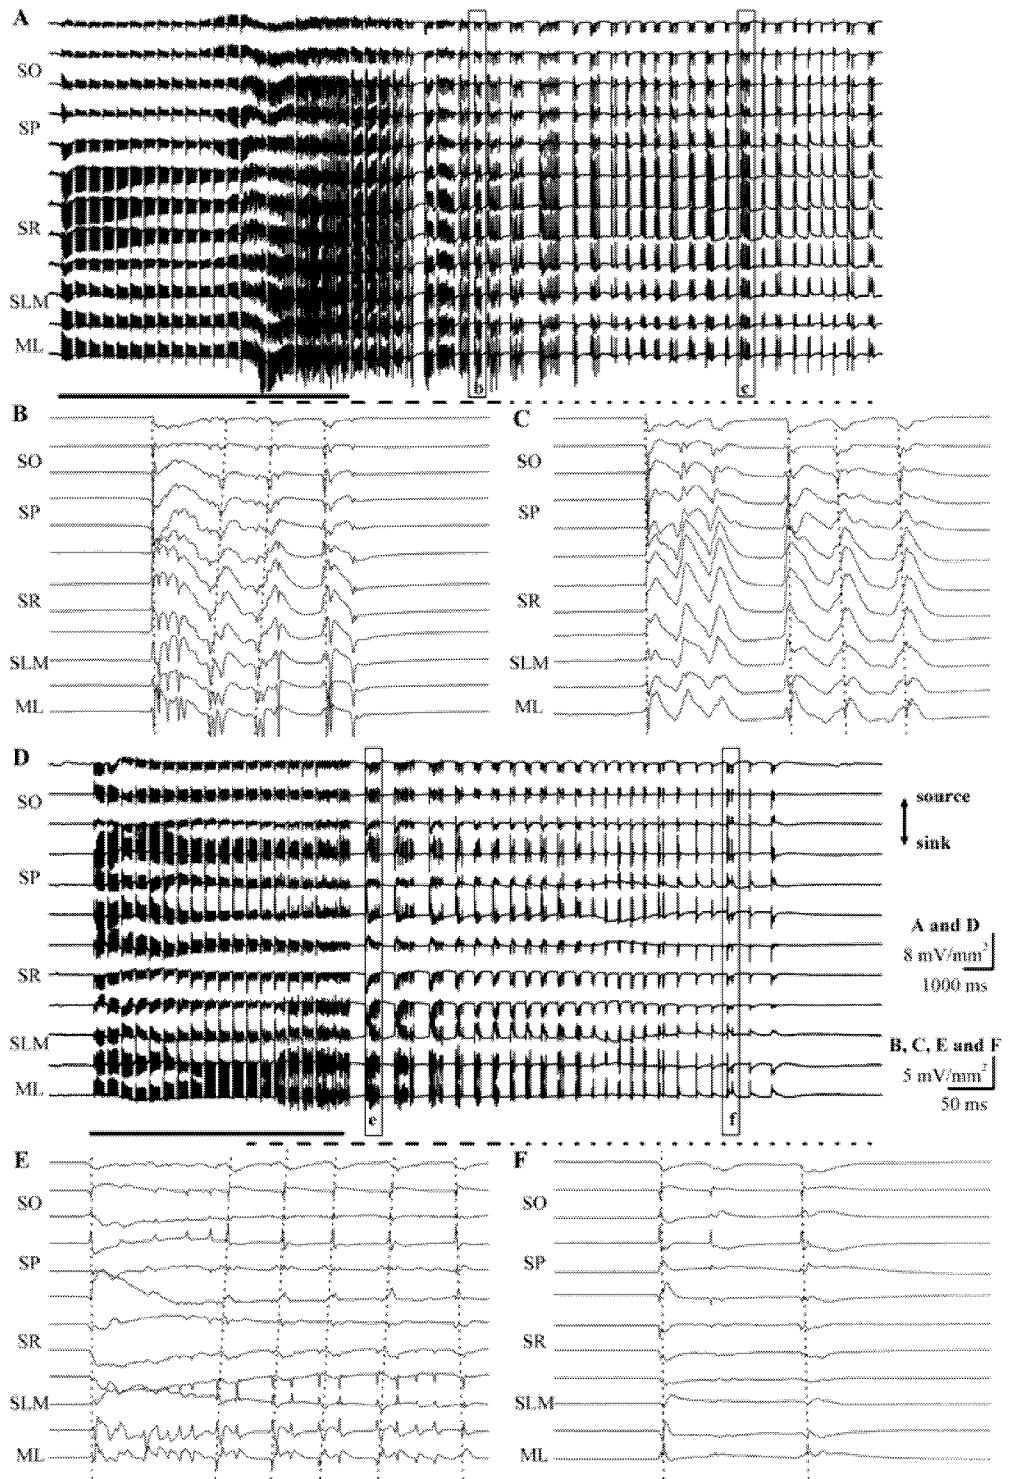 A
SO
SP
SR
SLM
ML
b
c
B
C
SO
SO
SP
SP
SR
SR
SLM
SLM
ML
ML
D
source
SO
sink
SP
A and D
8 mV/mm²
SR
1000 ms
SLM
B, C, E and F
5 mV/mm²
ML
50 ms
e
f
E
F
SO
SO
SP
SP
SR
SR
SLM
SLM
ML
ML